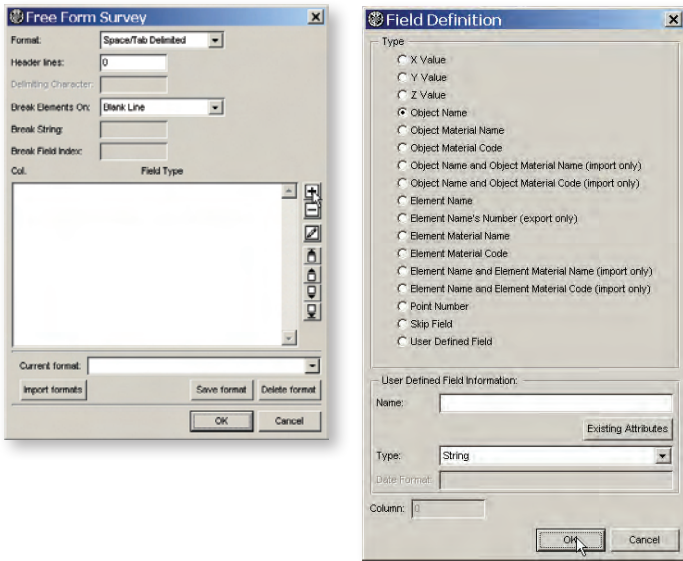 Free Form Survey
Format: Space/Tab Delimited
Header lines: 0
Delimiting Character:
Break Elements On: Blank Line
Break String:
Break Field Index:
Col. Field Type
Current format:
Import formats Save format Delete format
OK Cancel
Field Definition
Type
X Value
Y Value
Z Value
Object Name
Object Material Name
Object Material Code
Object Name and Object Material Name (import only)
Object Name and Object Material Code (import only)
Element Name
Element Name's Number (export only)
Element Material Name
Element Material Code
Element Name and Element Material Name (import only)
Element Name and Element Material Code (import only)
Point Number
Skip Field
User Defined Field
User Defined Field Information:
Name:
Existing Attributes
Type: String
Date Format:
Column: 0
OK Cancel